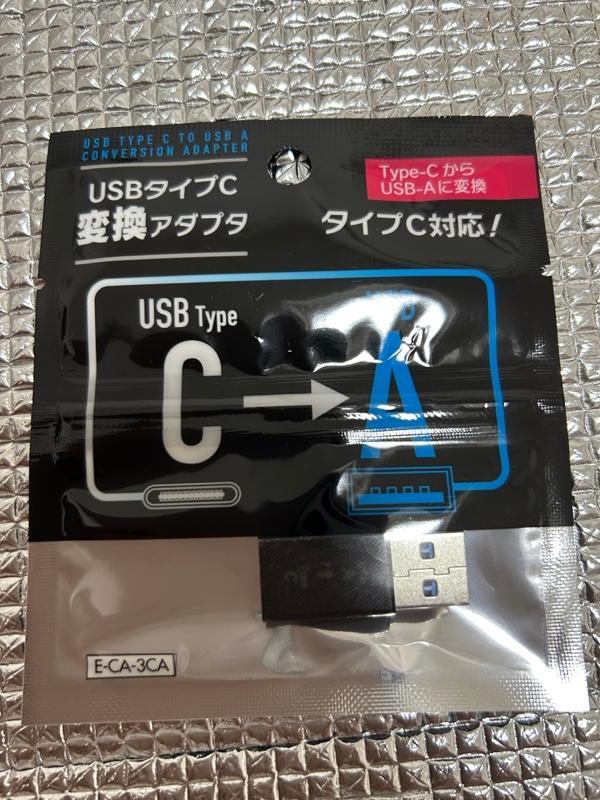 USB TYPE C TO USB A
CONVERSION ADAPTER
USBタイプC
変換アダプタ
Type-Cから
USB-Aに変換
タイプC対応!
USB Type
C
A
E-CA-3CA